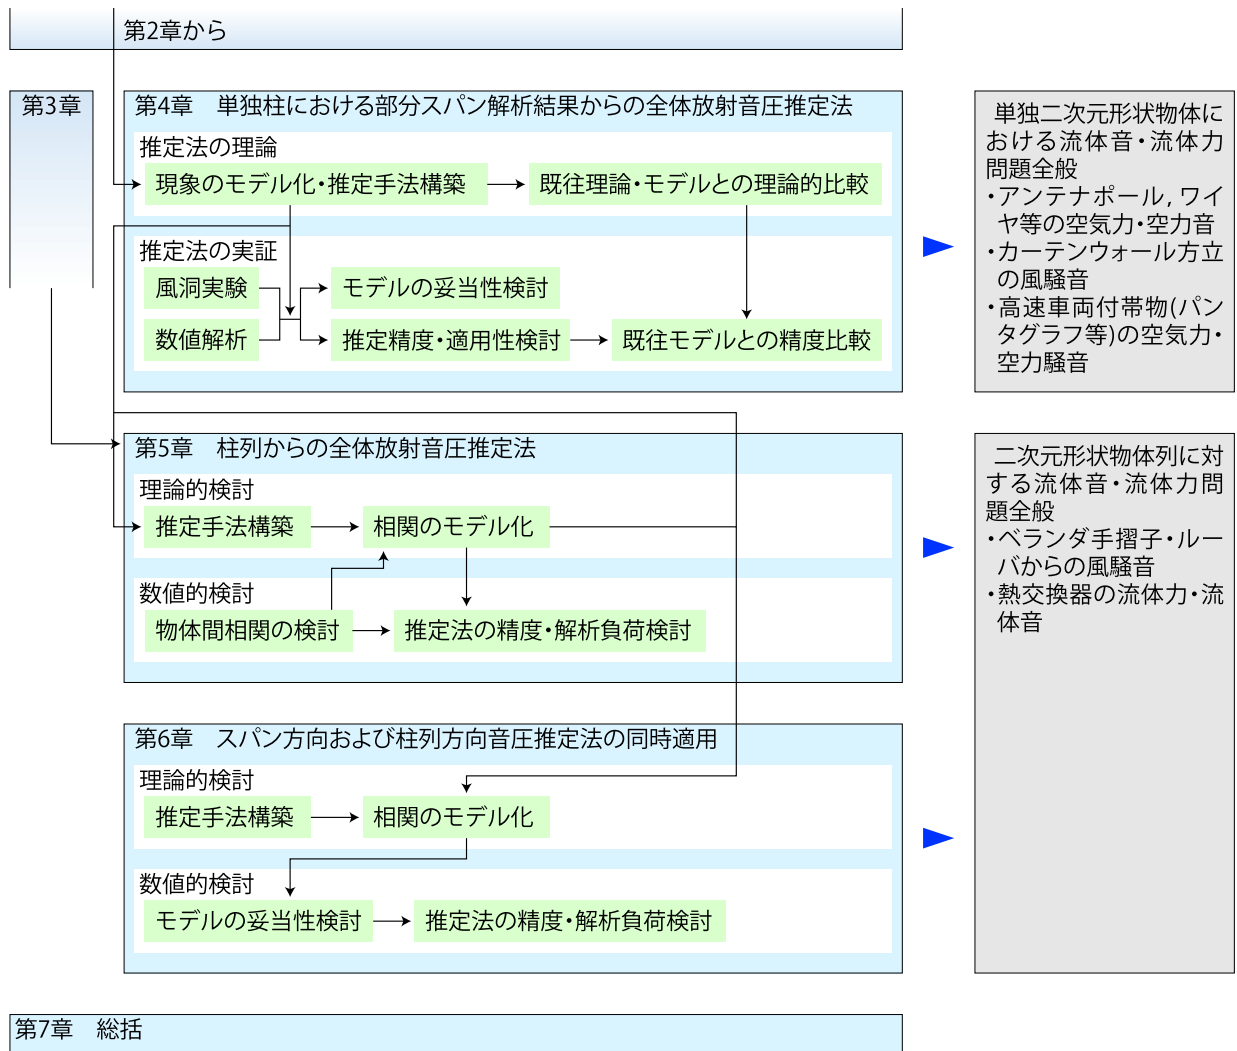 第2章から
第3章
第4章　単独柱における部分スパン解析結果からの全体放射音圧推定法
推定法の理論
現象のモデル化・推定手法構築
既往理論・モデルとの理論的比較
推定法の実証
風洞実験
モデルの妥当性検討
数値解析
推定精度・適用性検討
既往モデルとの精度比較
単独二次元形状物体に
おける流体音・流体力
問題全般
・アンテナポール, ワイ
ヤ等の空気力・空力音
・カーテンウォール方立
の風騒音
・高速車両付帯物(パン
タグラフ等)の空気力・
空力騒音
第5章　柱列からの全体放射音圧推定法
理論的検討
推定手法構築
相関のモデル化
数値的検討
物体間相関の検討
推定法の精度・解析負荷検討
二次元形状物体列に対
する流体音・流体力問
題全般
・ベランダ手摺子・ルー
バからの風騒音
・熱交換器の流体力・流
体音
第6章　スパン方向および柱列方向音圧推定法の同時適用
理論的検討
推定手法構築
相関のモデル化
数値的検討
モデルの妥当性検討
推定法の精度・解析負荷検討
第7章　総括